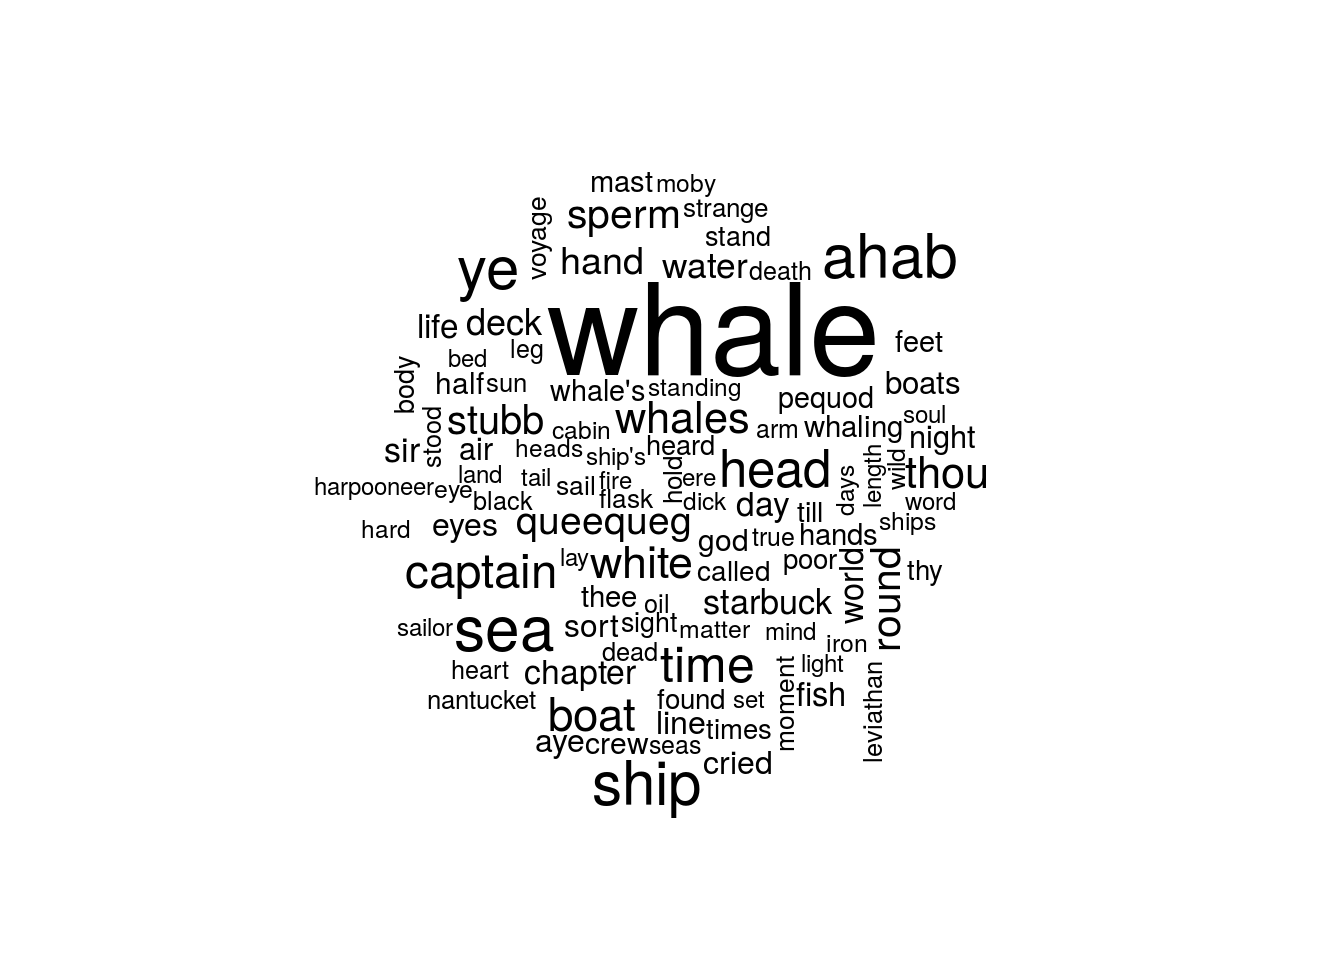 mast moby
sperm strange
voyage
stand
ye hand water death ahab
life deck whale feet
bed leg
body half sun whale's standing pequod boats
stubb whales arm whaling soul
stood cabin night
sir air heads ship's heard head thou
harpooneer eye land tail sail fire hold ere days length wild
black flask dick day till word
hard eyes queequeg god true hands ships
captain lay white called poor world round thy
thee oil starbuck
sailor sea sort sight matter mind iron
dead time light
heart chapter moment fish leviathan
nantucket boat found set
line times
aye crew seas cried
ship